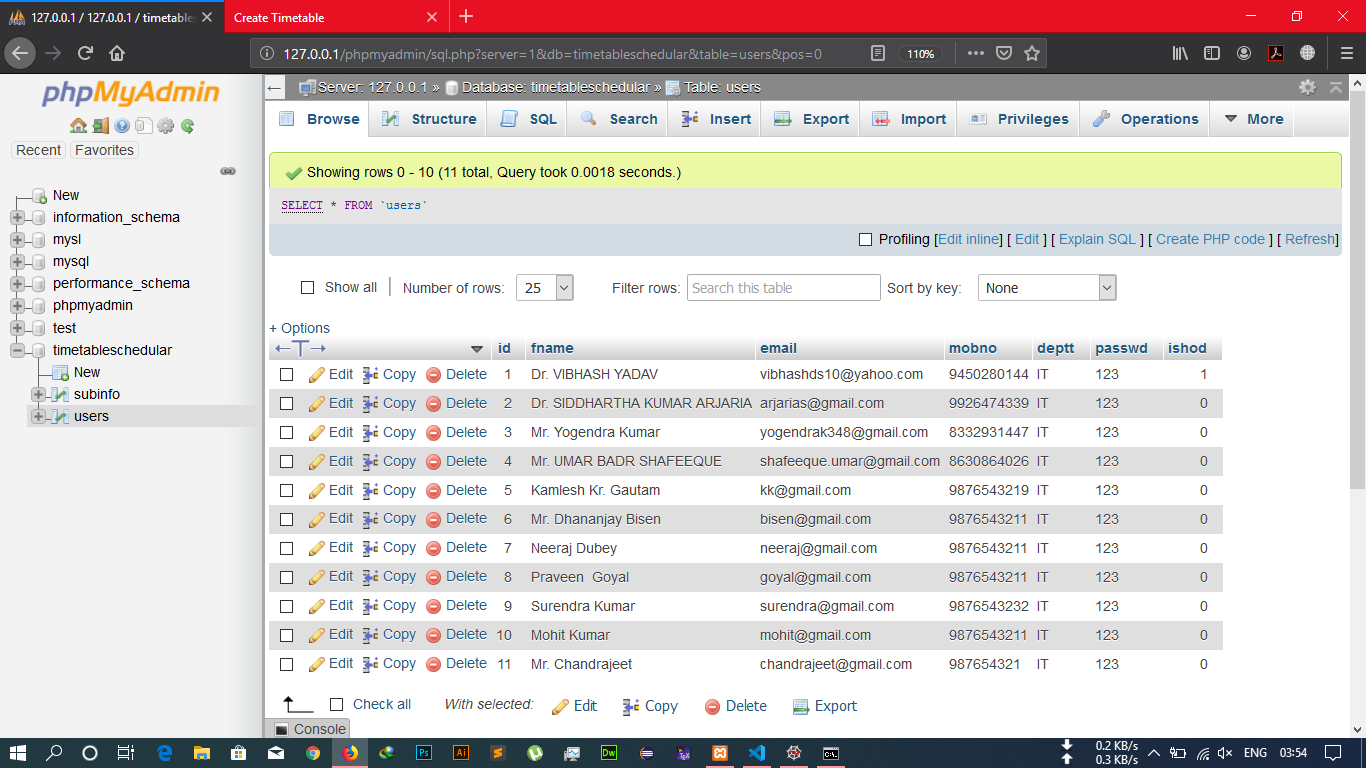 127.0.0.1 / 127.0.0.1 / timetable
Create Timetable
127.0.0.1/phpmyadmin/sql.php?server=1&db=timetableschedular&table=users&pos=0
110%
phpMyAdmin
Recent Favorites
New
information_schema
mysl
mysql
performance_schema
phpmyadmin
test
timetableschedular
New
subinfo
users
Server: 127.0.0.1 » Database: timetableschedular » Table: users
Browse Structure SQL Search Insert Export Import Privileges Operations More
Showing rows 0 - 10 (11 total, Query took 0.0018 seconds.)
SELECT * FROM `users`
Profiling [Edit inline] [ Edit ] [ Explain SQL ] [ Create PHP code ] [ Refresh]
Show all Number of rows: 25 Filter rows: Search this table Sort by key: None
+ Options
id fname email mobno deptt passwd ishod
Edit Copy Delete 1 Dr. VIBHASH YADAV vibhashds10@yahoo.com 9450280144 IT 123 1
Edit Copy Delete 2 Dr. SIDDHARTHA KUMAR ARJARIA arjarias@gmail.com 9926474339 IT 123 0
Edit Copy Delete 3 Mr. Yogendra Kumar yogendrak348@gmail.com 8332931447 IT 123 0
Edit Copy Delete 4 Mr. UMAR BADR SHAFEEQUE shafeeque.umar@gmail.com 8630864026 IT 123 0
Edit Copy Delete 5 Kamlesh Kr. Gautam kk@gmail.com 9876543219 IT 123 0
Edit Copy Delete 6 Mr. Dhananjay Bisen bisen@gmail.com 9876543211 IT 123 0
Edit Copy Delete 7 Neeraj Dubey neeraj@gmail.com 9876543211 IT 123 0
Edit Copy Delete 8 Praveen  Goyal goyal@gmail.com 9876543211 IT 123 0
Edit Copy Delete 9 Surendra Kumar surendra@gmail.com 9876543232 IT 123 0
Edit Copy Delete 10 Mohit Kumar mohit@gmail.com 9876543211 IT 123 0
Edit Copy Delete 11 Mr. Chandrajeet chandrajeet@gmail.com 987654321 IT 123 0
Check all With selected: Edit Copy Delete Export
Console
Ps Ai Dw
0.2 KB/s
0.3 KB/s
ENG 03:54